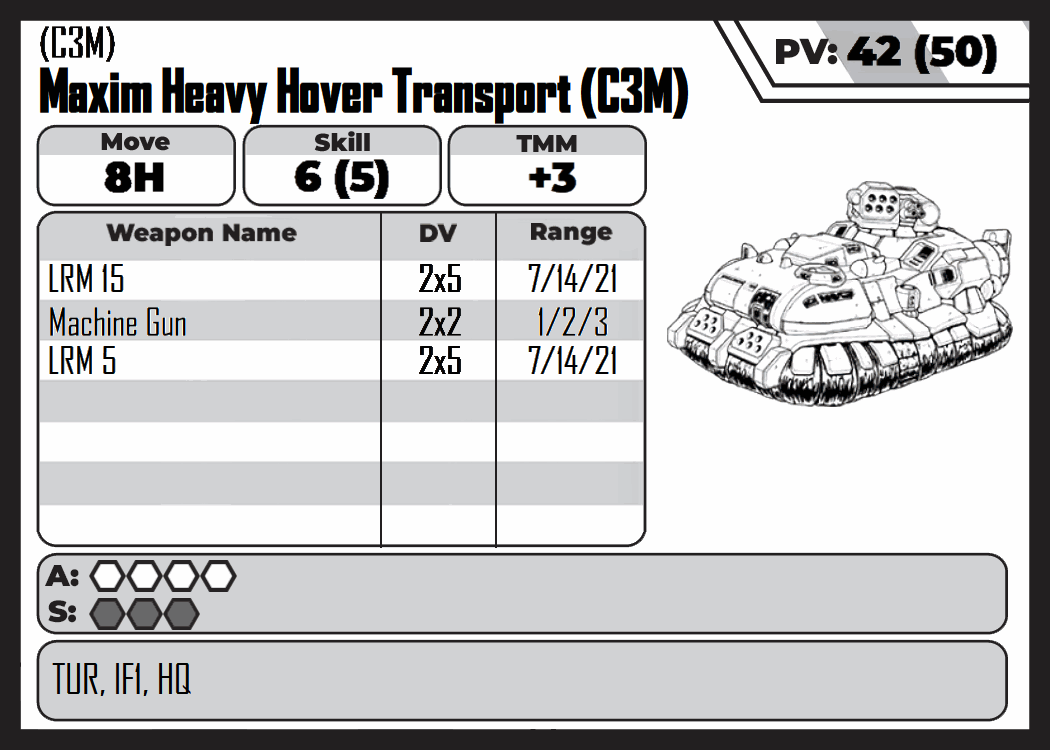 (C3M)
PV: 42 (50)
Maxim Heavy Hover Transport (C3M)
Move Skill TMM
8H 6 (5) +3
Weapon Name DV Range
LRM 15 2x5 7/14/21
Machine Gun 2x2 1/2/3
LRM 5 2x5 7/14/21
A:
S:
TUR, IF1, HQ